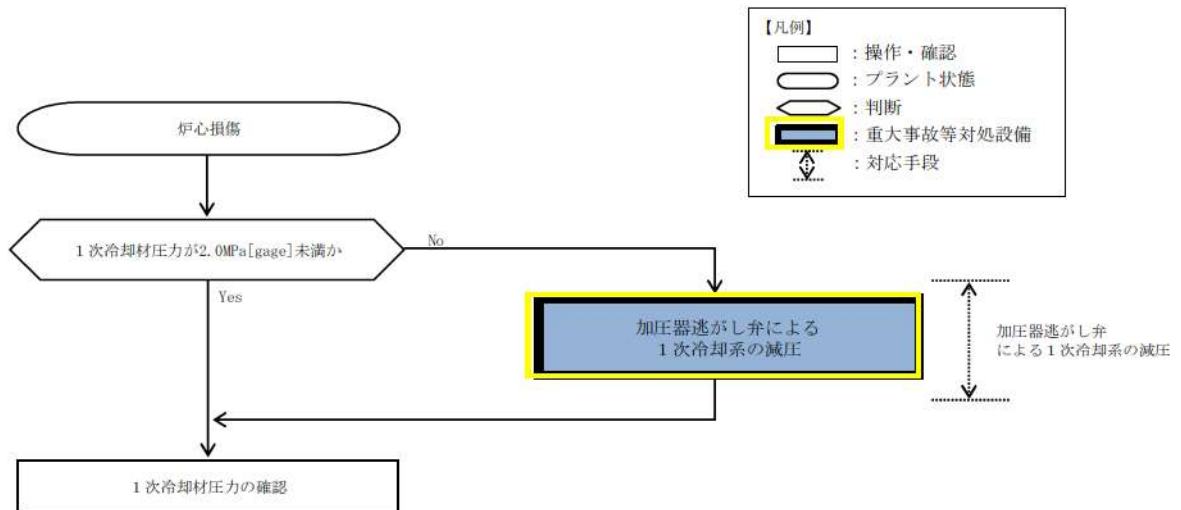 【凡例】
：操作・確認
：プラント状態
：判断
：重大事故等対処設備
：対応手段
炉心損傷
１次冷却材圧力が2.0MPa[gage]未満か
No
Yes
加圧器逃がし弁による
１次冷却系の減圧
加圧器逃がし弁
による１次冷却系の減圧
１次冷却材圧力の確認